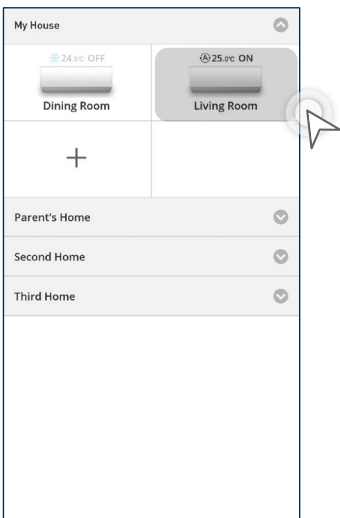 My House
24.5°C OFF
Ⓐ 25.0°C ON
Dining Room
Living Room
+
Parent's Home
Second Home
Third Home